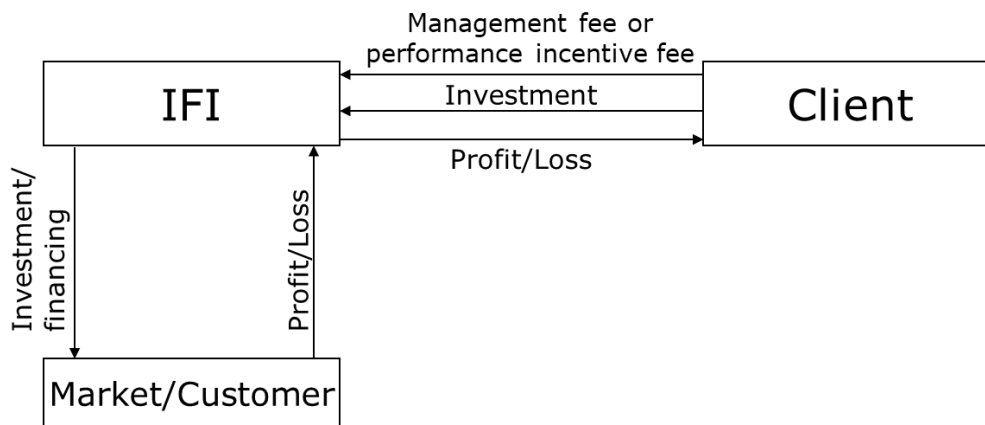 Management fee or
performance incentive fee
IFI
Investment
Client
Profit/Loss
Investment/
financing
Profit/Loss
Market/Customer